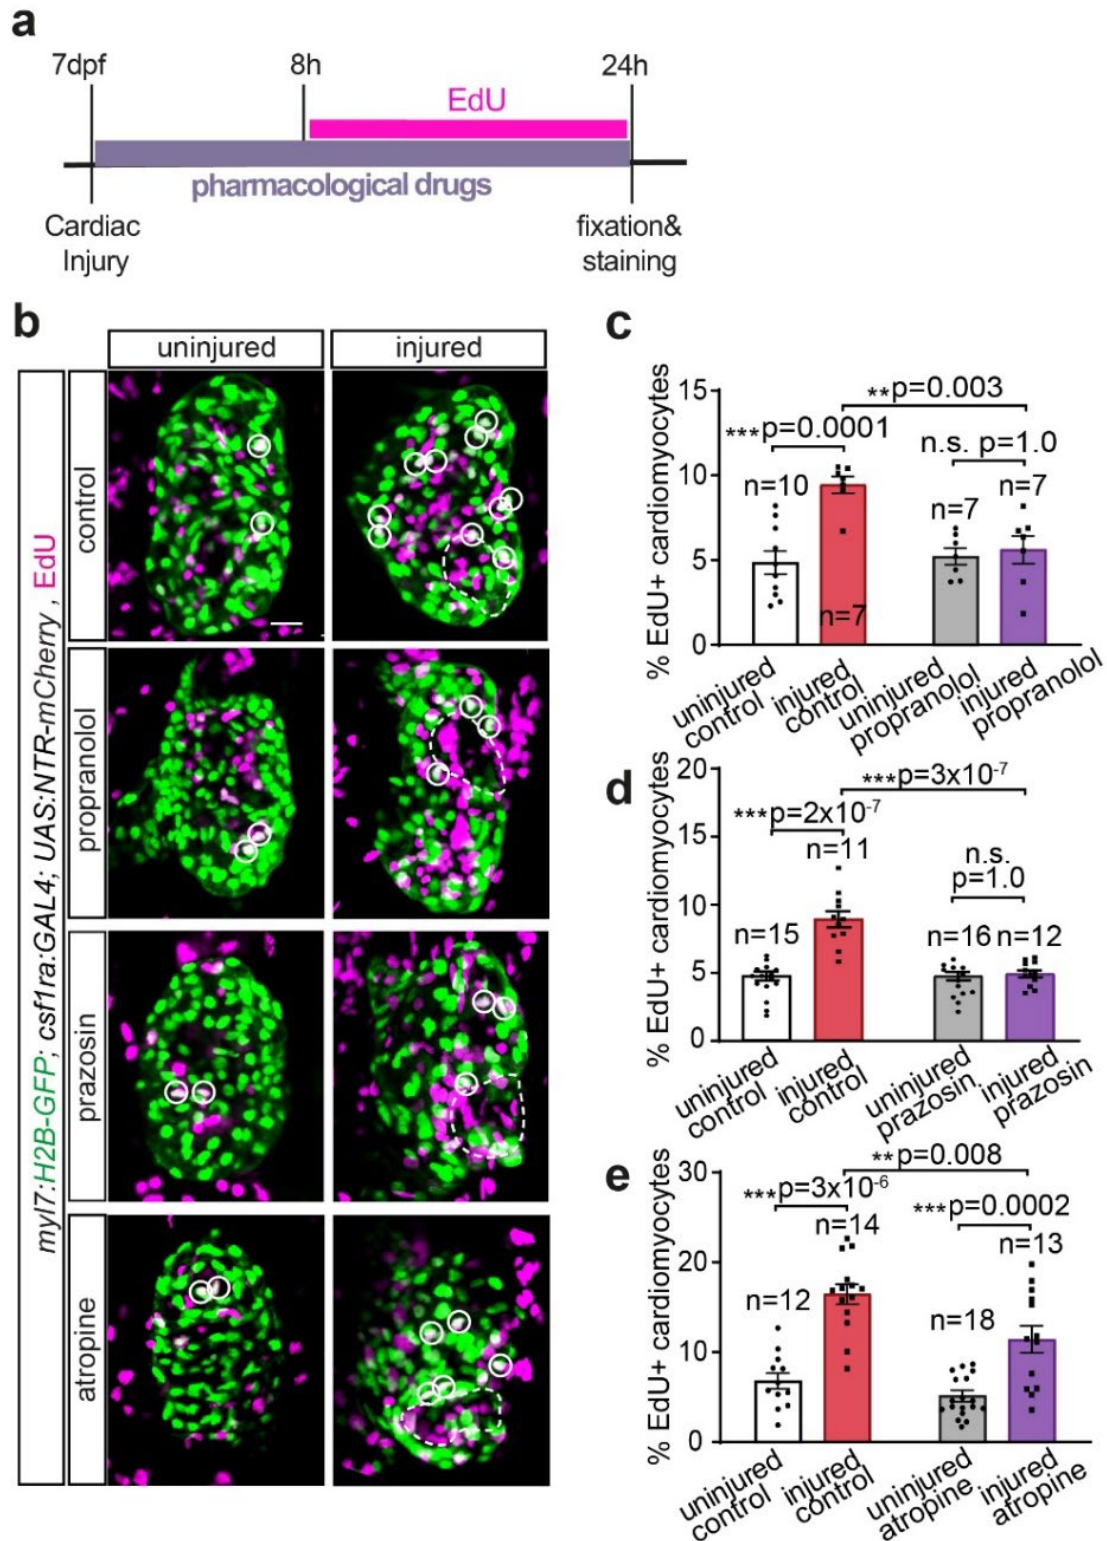 a
7dpf
8h
24h
EdU
pharmacological drugs
Cardiac
Injury
fixation&
staining
b
uninjured
injured
myl7:H2B-GFP; csf1ra:GAL4; UAS:NTR-mCherry , EdU
control
propranolol
prazosin
atropine
c
% EdU+ cardiomyocytes
15
10
5
0
**p=0.003
***p=0.0001
n.s. p=1.0
n=10
n=7
n=7
n=7
uninjured
control
injured
control
uninjured
propranolol
injured
propranolol
d
% EdU+ cardiomyocytes
20
15
10
5
0
***p=3x10-7
***p=2x10-7
n=11
n.s.
p=1.0
n=15
n=16
n=12
uninjured
control
injured
control
uninjured
prazosin
injured
prazosin
e
% EdU+ cardiomyocytes
30
20
10
0
**p=0.008
***p=3x10-6
***p=0.0002
n=14
n=13
n=12
n=18
uninjured
control
injured
control
uninjured
atropine
injured
atropine